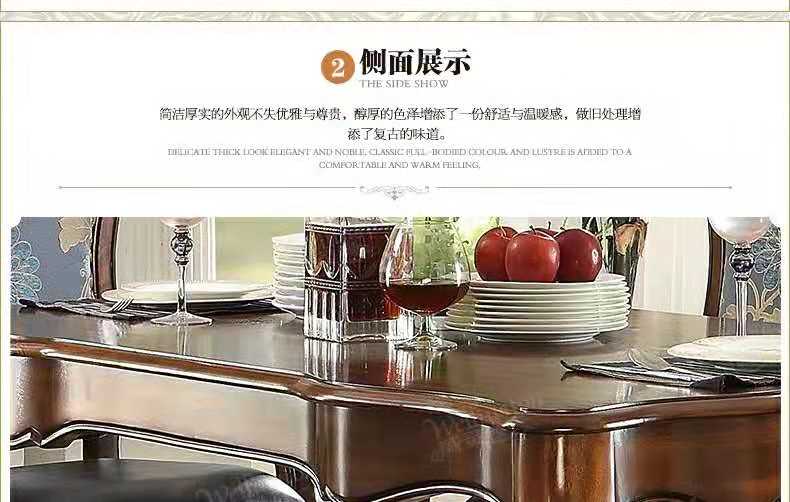 2 侧面展示
THE SIDE SHOW
简洁厚实的外观不失优雅与尊贵，醇厚的色泽增添了一份舒适与温暖感，做旧处理增
添了复古的味道。
DELICATE THICK LOOK ELEGANT AND NOBLE, CLASSIC FULL-BODIED COLOUR AND LUSTRE IS ADDED TO A
COMFORTABLE AND WARM FEELING,